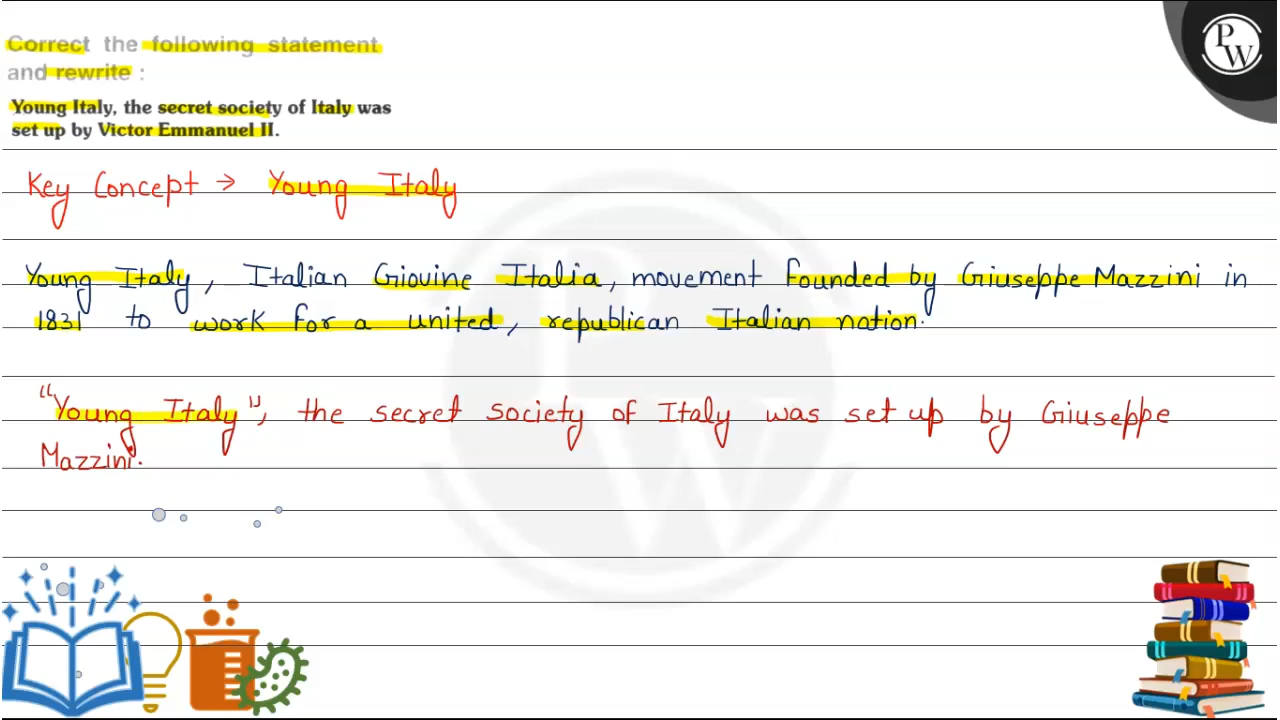 Correct the following statement
and rewrite :
Young Italy, the secret society of Italy was
set up by Victor Emmanuel II.
Key Concept → Young Italy
Young Italy, Italian Giovine Italia, movement founded by Giuseppe Mazzini in
1831 to work for a united, republican Italian nation.
"Young Italy", the secret society of Italy was set up by Giuseppe
Mazzini.
PW